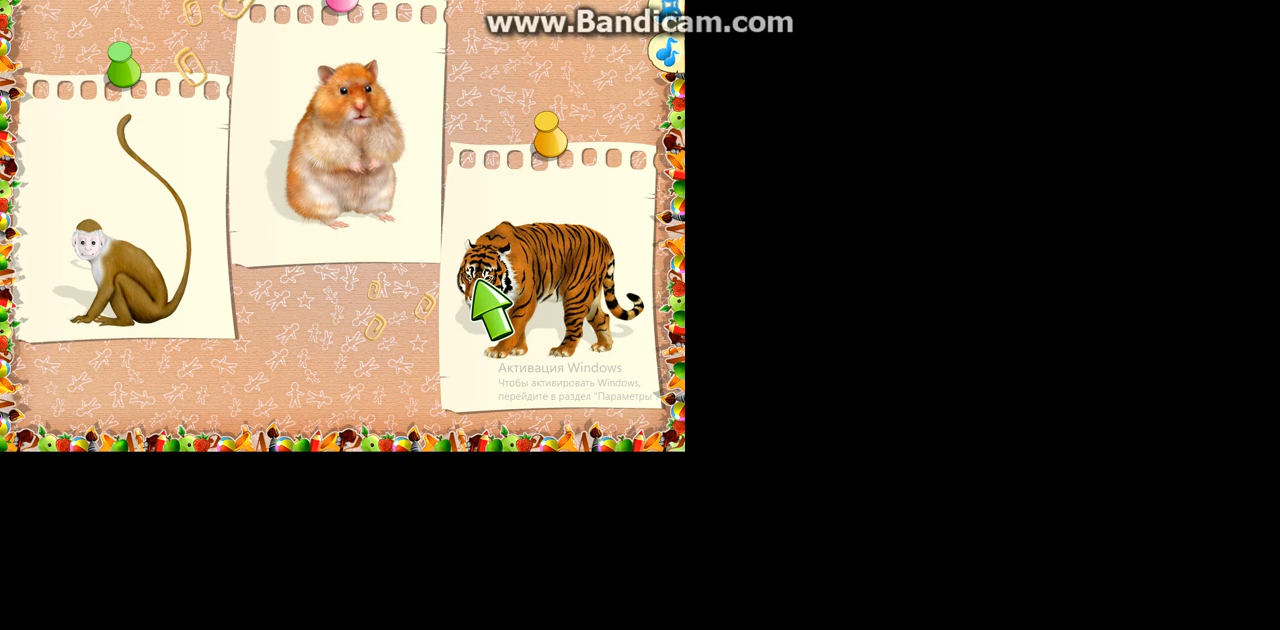 www.Bandicam.com
Активация Windows
Чтобы активировать Windows,
перейдите в раздел "Параметры